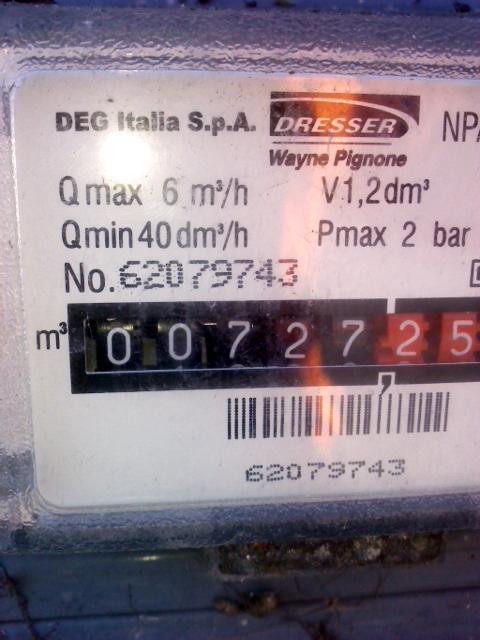 DEG Italia S.p.A.
DRESSER
Wayne Pignone
Qmax 6 m³/h V1,2dm³
Qmin 40 dm³/h Pmax 2 bar
No. 62079743
m³ 0072725
62079743